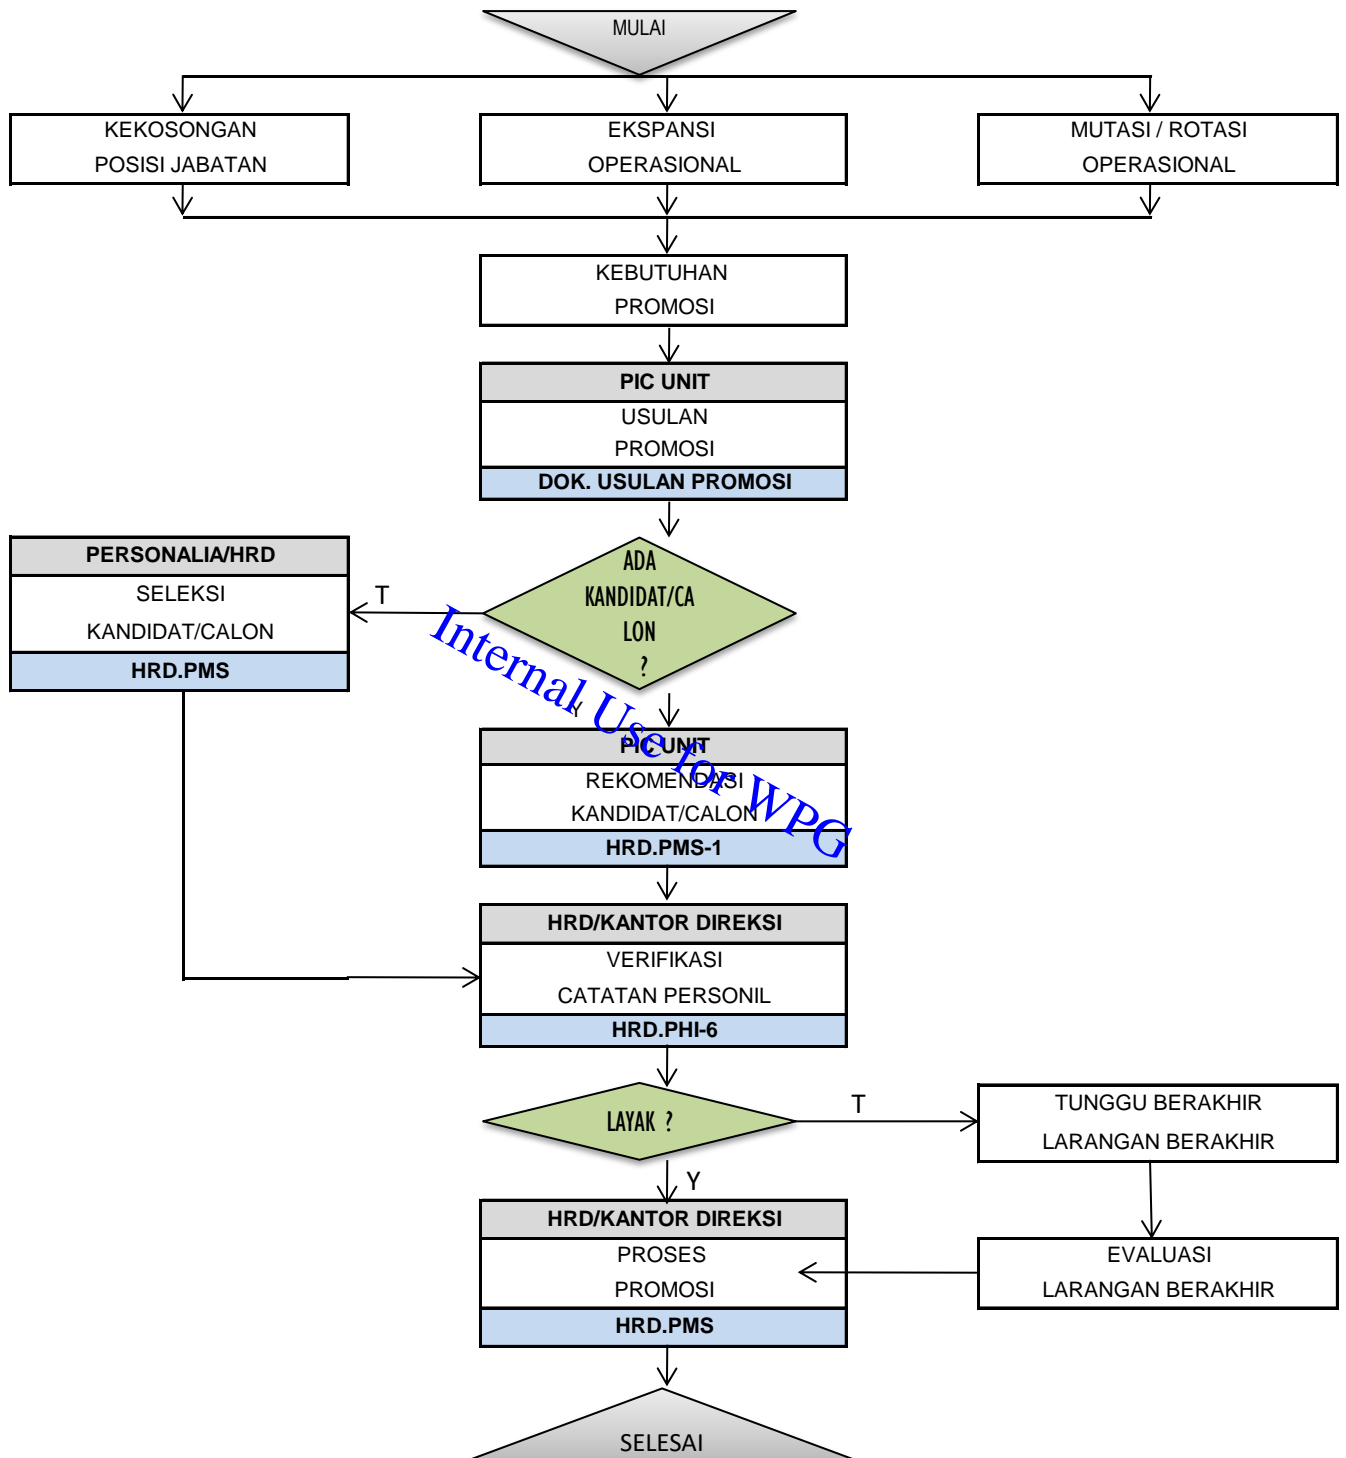 MULAI
KEKOSONGAN
POSISI JABATAN
EKSPANSI
OPERASIONAL
MUTASI / ROTASI
OPERASIONAL
KEBUTUHAN
PROMOSI
PIC UNIT
USULAN
PROMOSI
DOK. USULAN PROMOSI
PERSONALIA/HRD
SELEKSI
KANDIDAT/CALON
HRD.PMS
T
ADA
KANDIDAT/CA
LON
?
Internal Use for WPG
Y
PIC UNIT
REKOMENDASI
KANDIDAT/CALON
HRD.PMS-1
HRD/KANTOR DIREKSI
VERIFIKASI
CATATAN PERSONIL
HRD.PHI-6
LAYAK ?
T
TUNGGU BERAKHIR
LARANGAN BERAKHIR
Y
HRD/KANTOR DIREKSI
PROSES
PROMOSI
HRD.PMS
EVALUASI
LARANGAN BERAKHIR
SELESAI